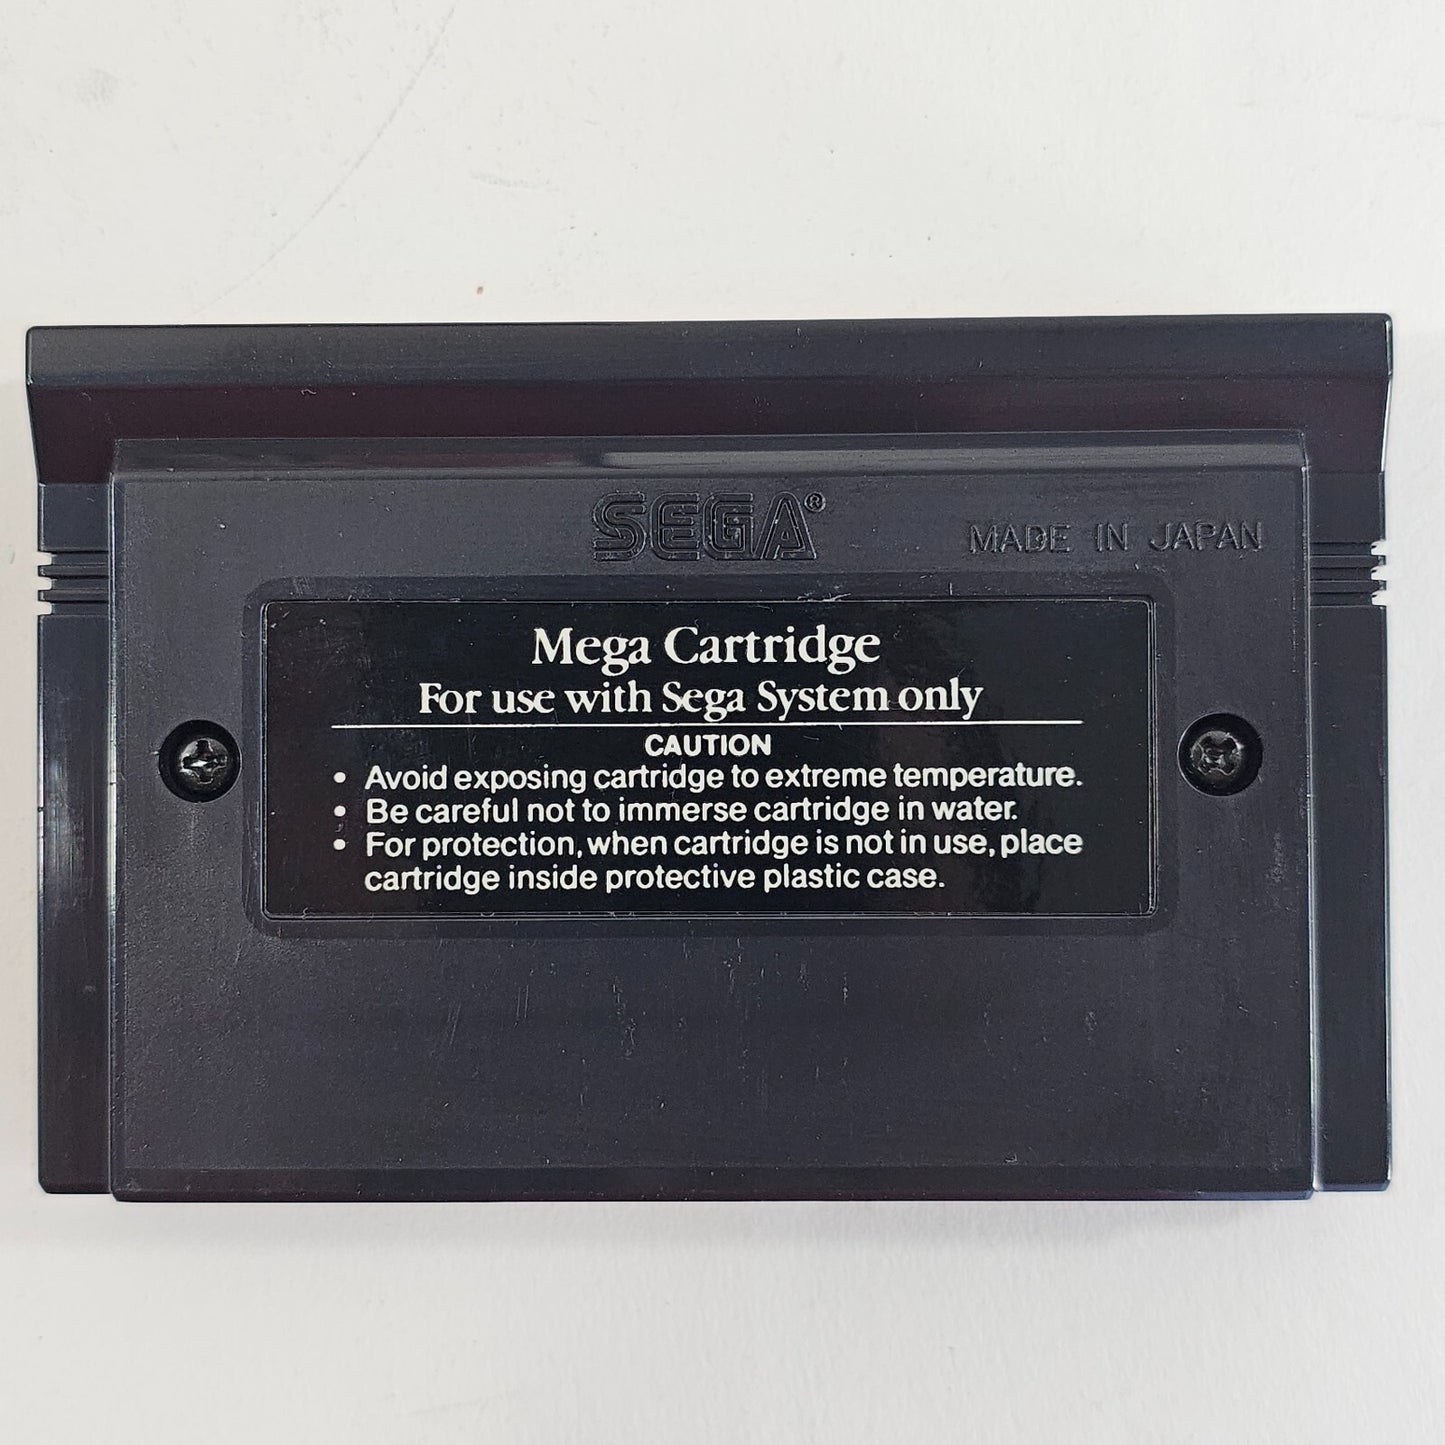 SEGA®
MADE IN JAPAN
Mega Cartridge
For use with Sega System only
CAUTION
• Avoid exposing cartridge to extreme temperature.
• Be careful not to immerse cartridge in water.
• For protection, when cartridge is not in use, place
cartridge inside protective plastic case.